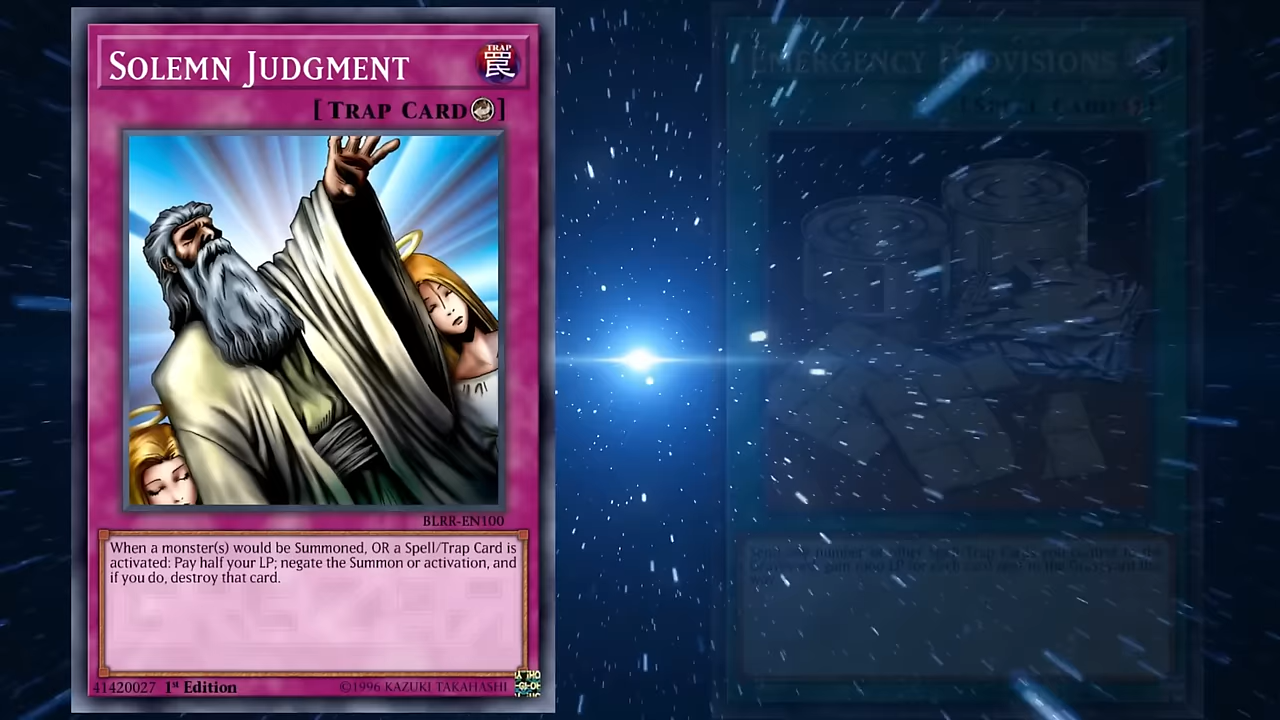 SOLEMN JUDGMENT
TRAP
罠
[TRAP CARD]
BLRR-EN100
When a monster(s) would be Summoned, OR a Spell/Trap Card is
activated: Pay half your LP; negate the Summon or activation, and
if you do, destroy that card.
41420027 1st Edition
©1996 KAZUKI TAKAHASHI
EMERGENCY PROVISIONS
[SPELL CARD]